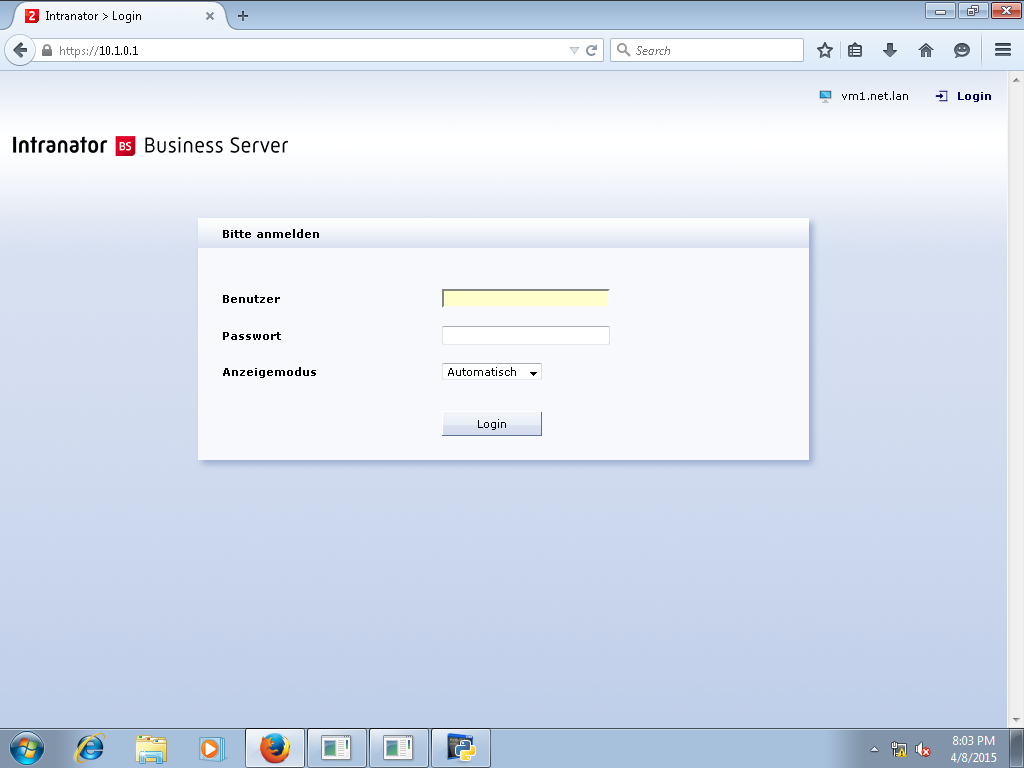 2 Intranator > Login
https://10.1.0.1
Search
vm1.net.lan Login
Intranator BS Business Server
Bitte anmelden
Benutzer
Passwort
Anzeigemodus Automatisch
Login
8:03 PM
4/8/2015